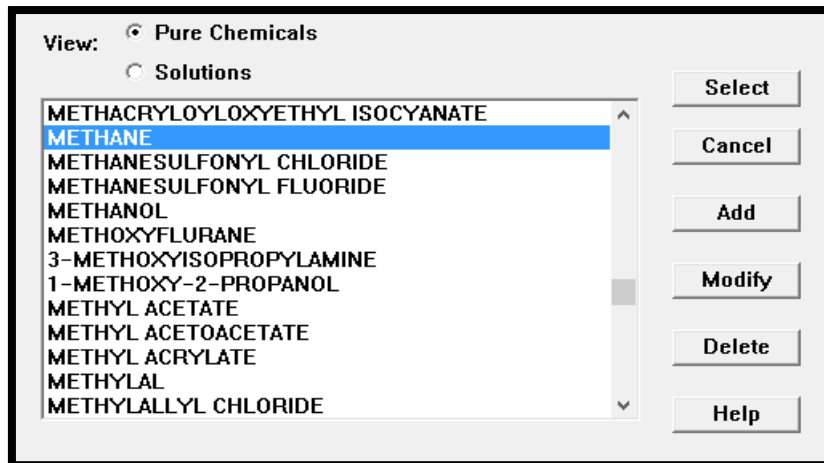 View:
Pure Chemicals
Solutions
METHACRYLOYLOXYETHYL ISOCYANATE
METHANE
METHANESULFONYL CHLORIDE
METHANESULFONYL FLUORIDE
METHANOL
METHOXYFLURANE
3-METHOXYISOPROPYLAMINE
1-METHOXY-2-PROPANOL
METHYL ACETATE
METHYL ACETOACETATE
METHYL ACRYLATE
METHYLAL
METHYLALLYL CHLORIDE
Select
Cancel
Add
Modify
Delete
Help